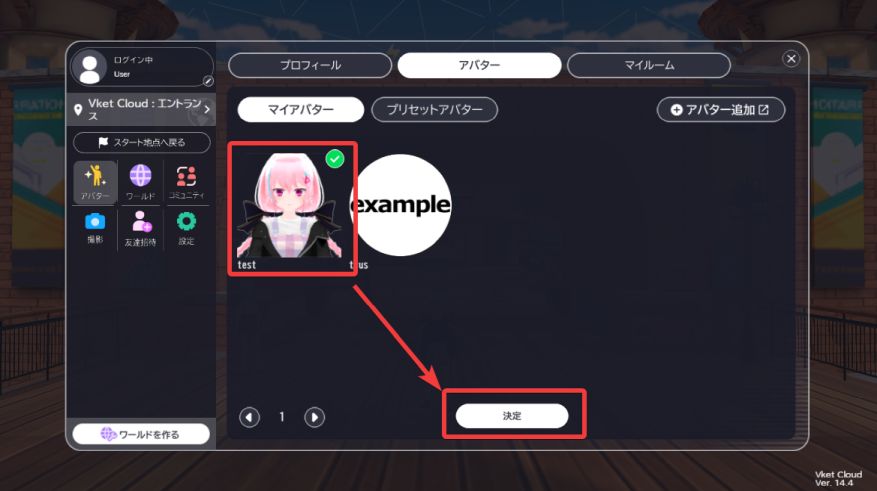 ログイン中
User
Vket Cloud : エントランス
スタート地点へ戻る
アバター
ワールド
コミュニティ
撮影
友達招待
設定
ワールドを作る
プロフィール
アバター
マイルーム
マイアバター
プリセットアバター
アバター追加
example
test
決定
1
Vket Cloud
Ver. 14.4